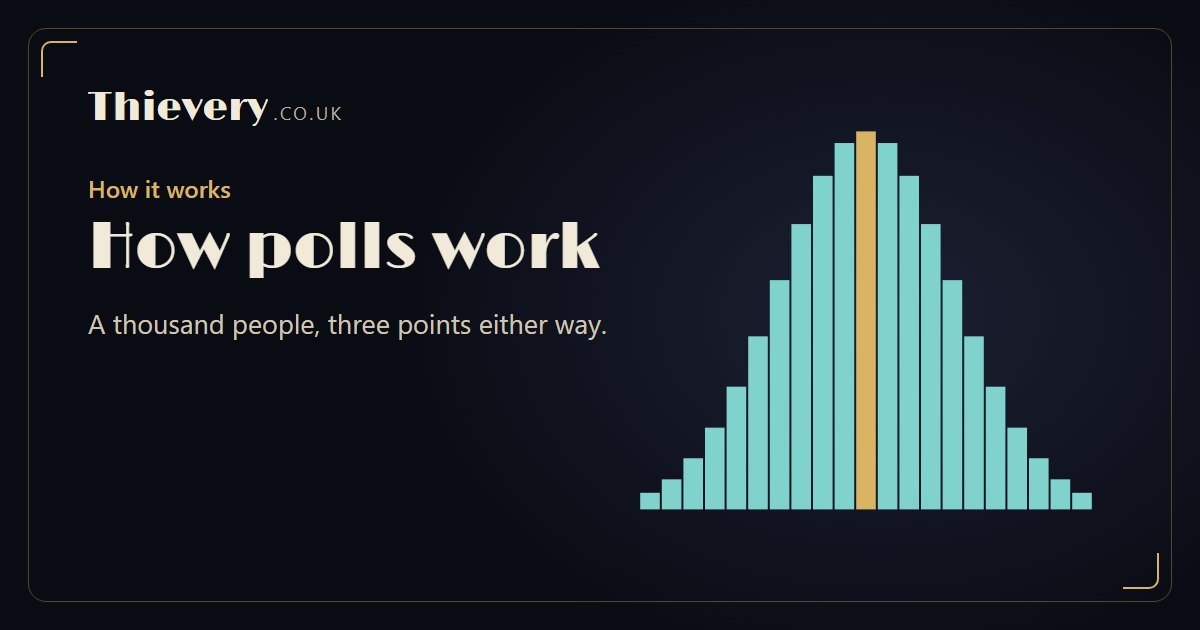 Thievery.CO.UK
How it works
How polls work
A thousand people, three points either way.